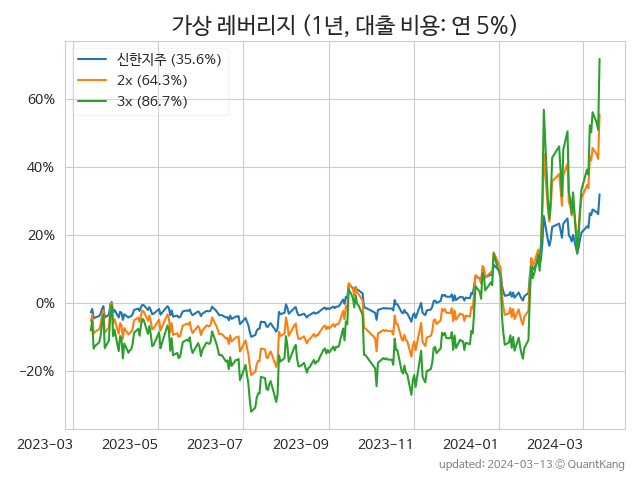 가상 레버리지 (1년, 대출 비용: 연 5%)
신한지주 (35.6%)
2x (64.3%)
3x (86.7%)
60%
40%
20%
0%
−20%
2023-03 2023-05 2023-07 2023-09 2023-11 2024-01 2024-03
updated: 2024-03-13 © QuantKang